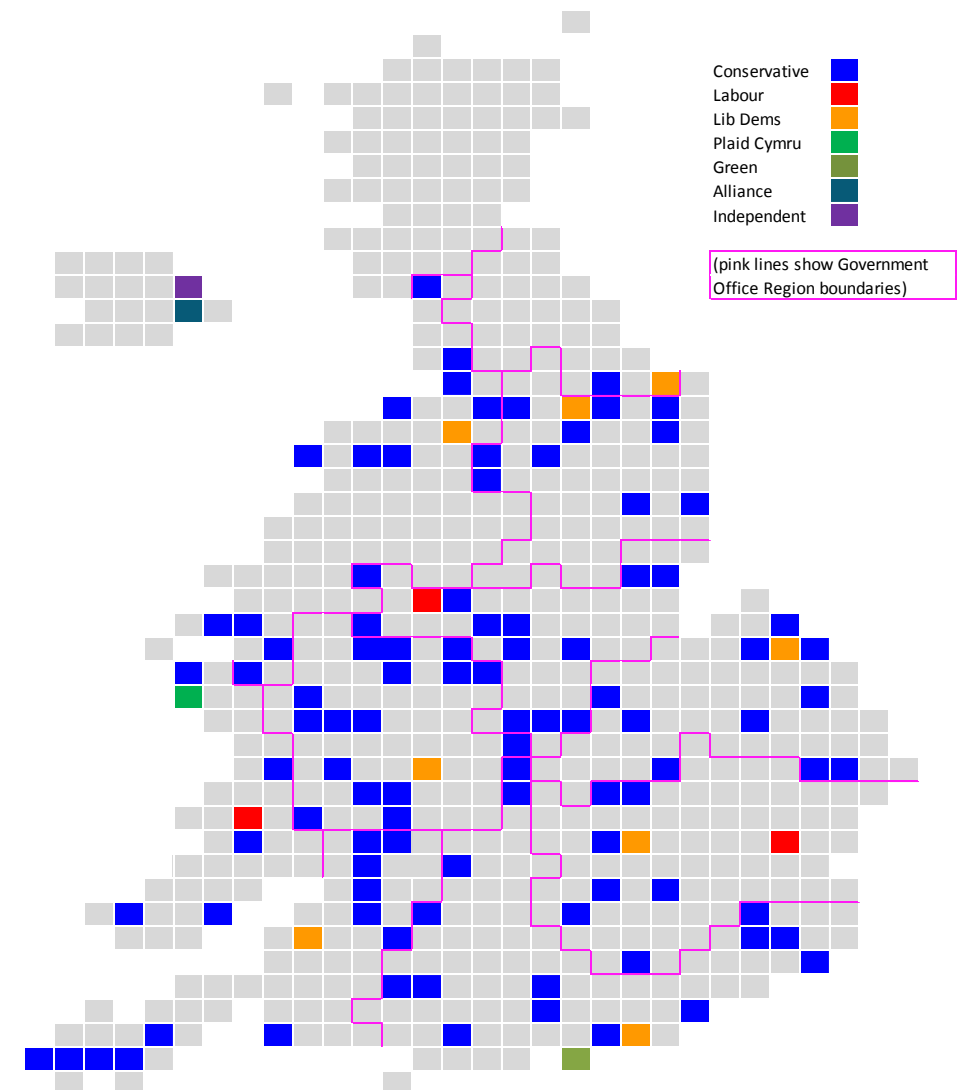 Conservative
Labour
Lib Dems
Plaid Cymru
Green
Alliance
Independent
(pink lines show Government
Office Region boundaries)